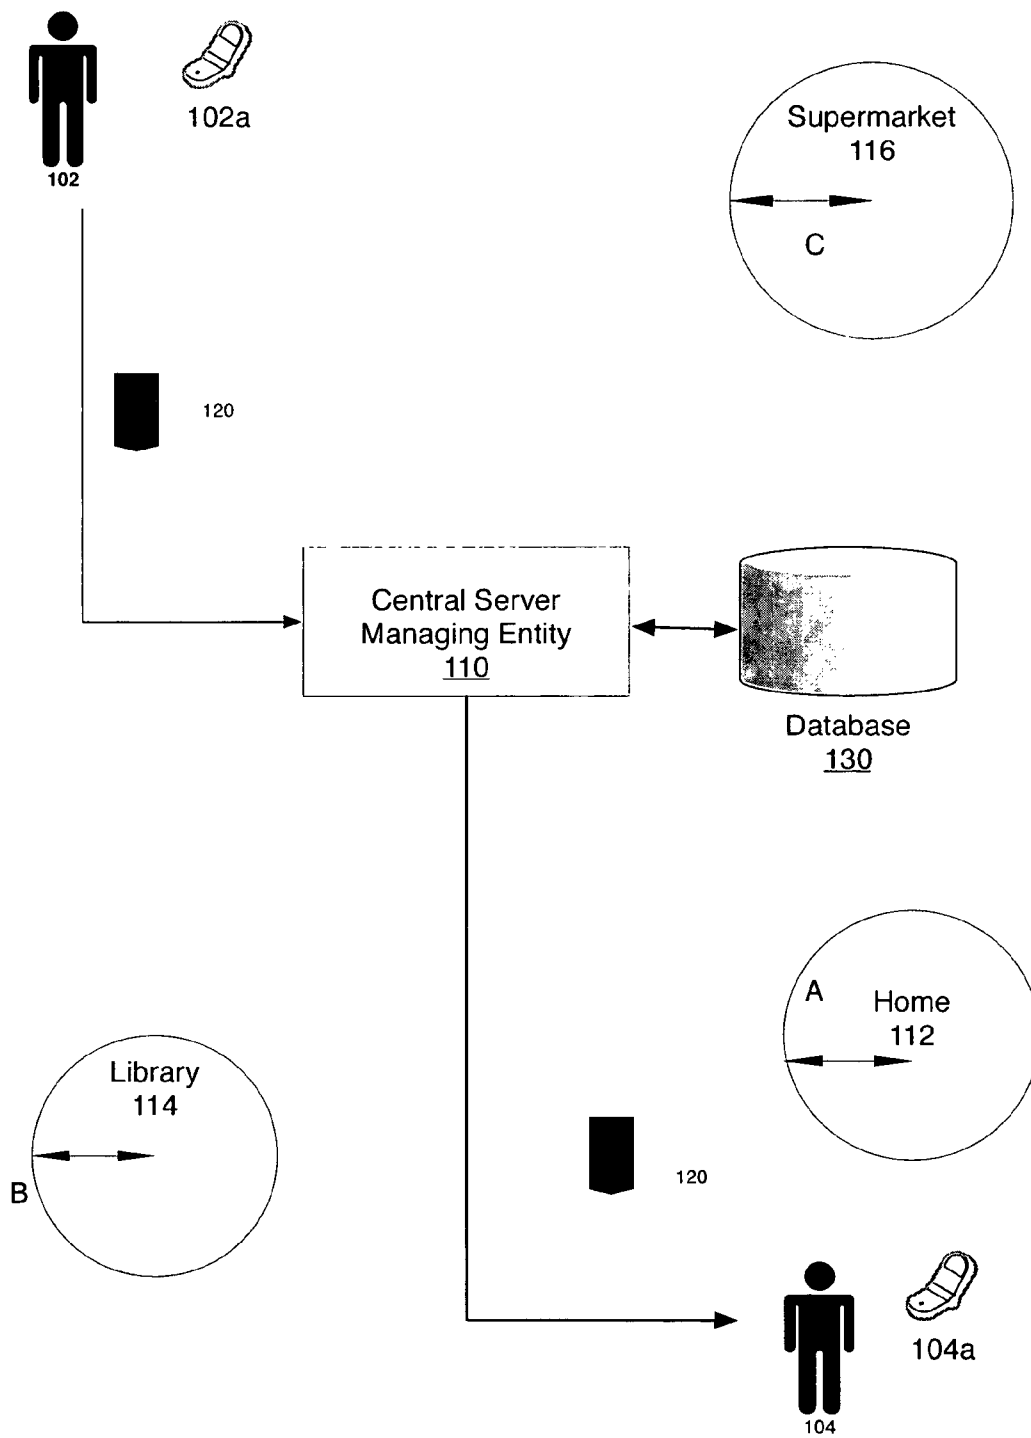 102a
102
Supermarket
116
C
120
Central Server
Managing Entity
110
Database
130
A
Home
112
Library
114
B
120
104a
104